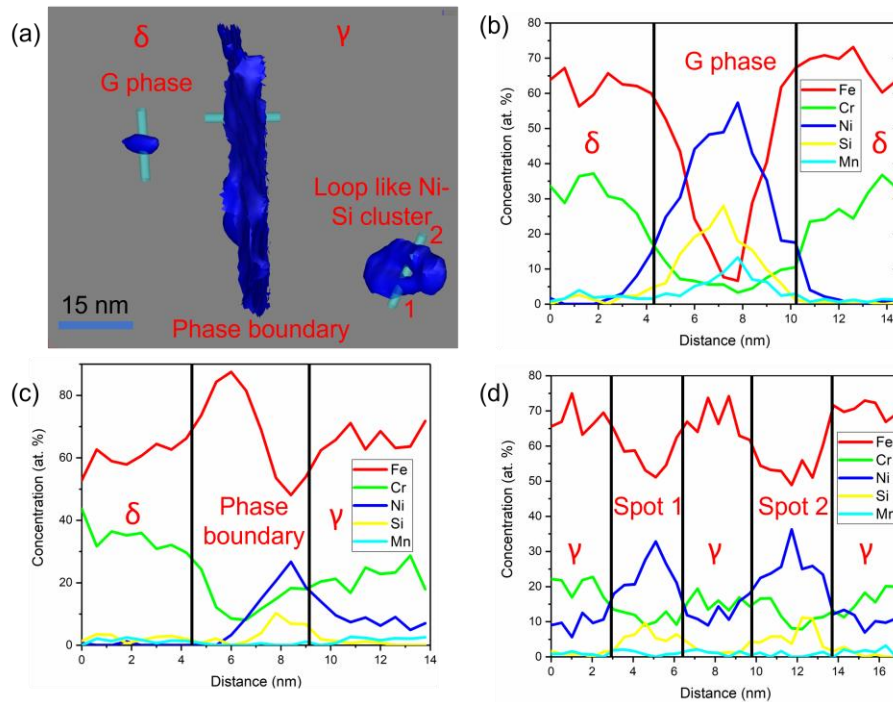 (a)
δ
γ
G phase
Loop like Ni-
Si cluster
2
1
15 nm
Phase boundary
(b)
Concentration (at. %)
80
70
60
50
40
30
20
10
0
G phase
δ
δ
Fe
Cr
Ni
Si
Mn
0 2 4 6 8 10 12 14
Distance (nm)
(c)
Concentration (at. %)
80
60
40
20
0
δ
Phase
boundary
γ
Fe
Cr
Ni
Si
Mn
0 2 4 6 8 10 12 14
Distance (nm)
(d)
Concentration (at. %)
80
70
60
50
40
30
20
10
0
Fe
Cr
Ni
Si
Mn
Spot 1
Spot 2
γ
γ
γ
0 2 4 6 8 10 12 14 16
Distance (nm)